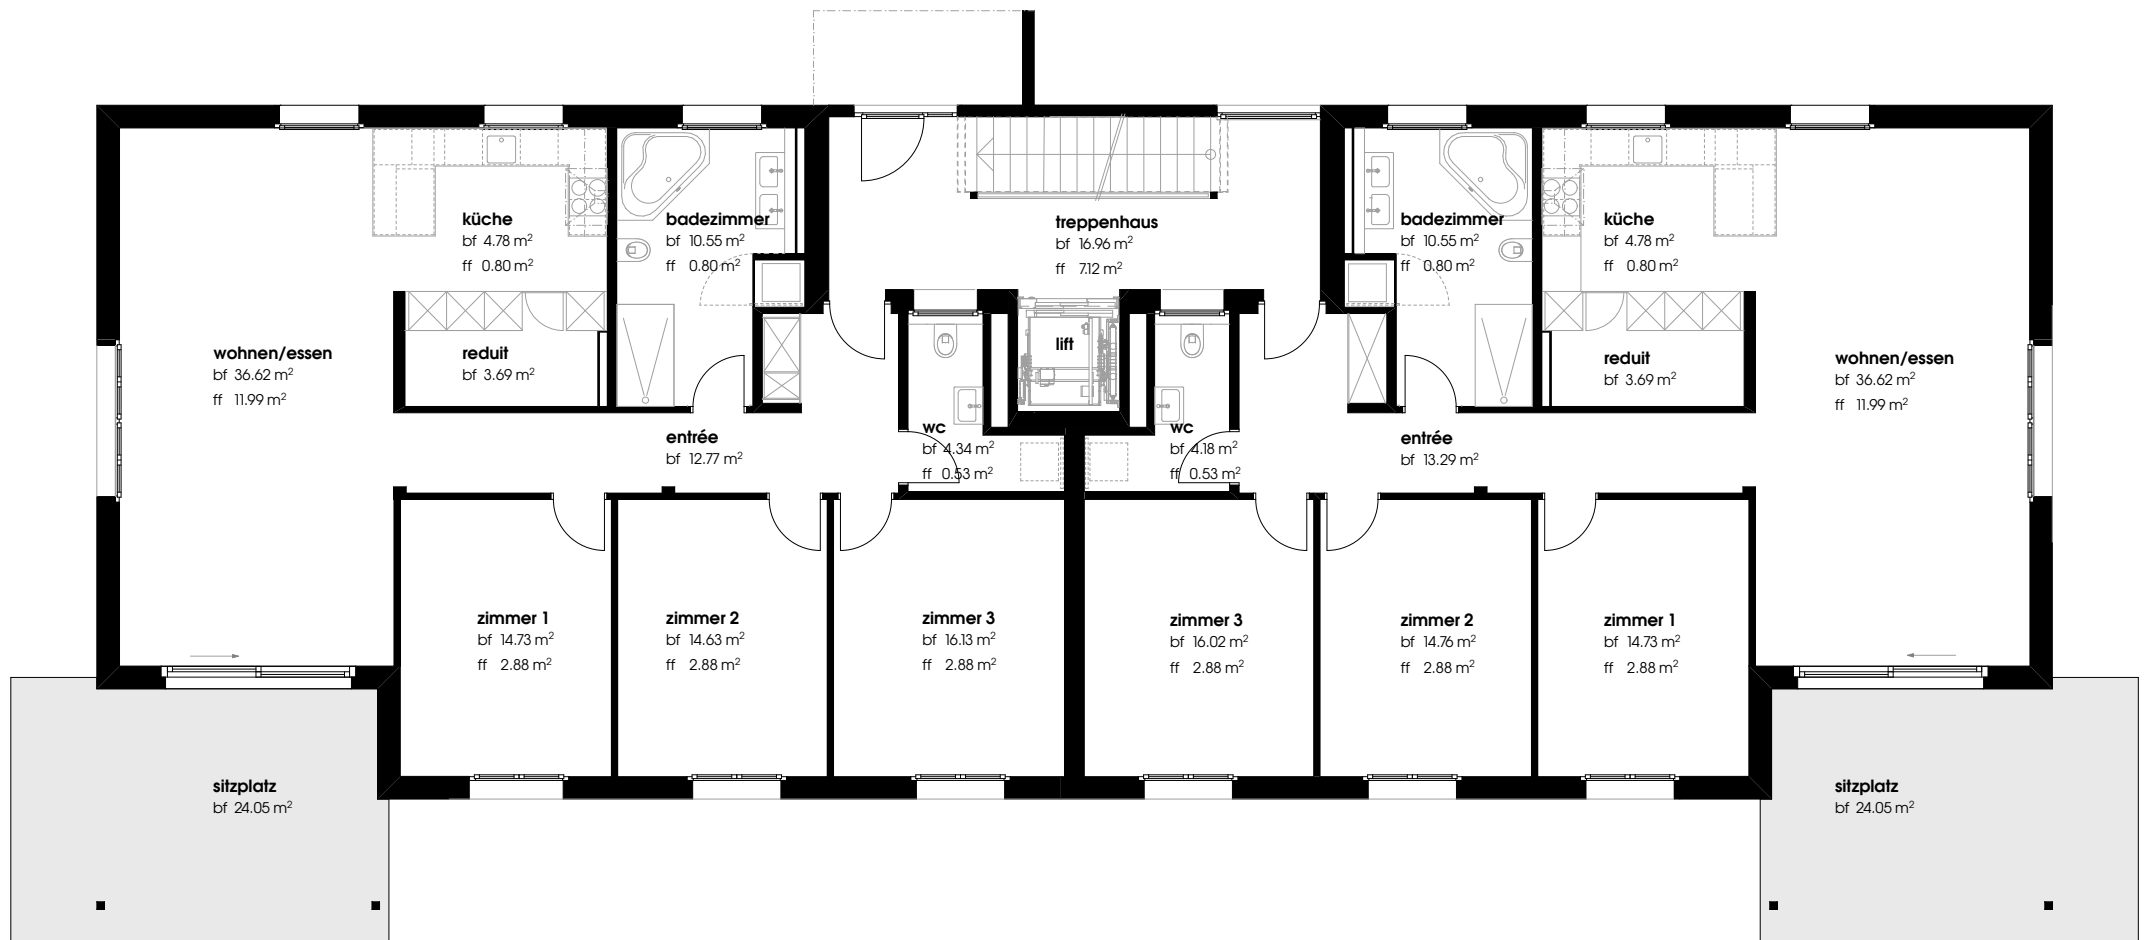 küche
bf 4.78 m²
ff 0.80 m²
badezimmer
bf 10.55 m²
ff 0.80 m²
treppenhaus
bf 16.96 m²
ff 7.12 m²
badezimmer
bf 10.55 m²
ff 0.80 m²
küche
bf 4.78 m²
ff 0.80 m²
wohnen/essen
bf 36.62 m²
ff 11.99 m²
reduit
bf 3.69 m²
lift
reduit
bf 3.69 m²
wohnen/essen
bf 36.62 m²
ff 11.99 m²
entrée
bf 12.77 m²
wc
bf 4.34 m²
ff 0.53 m²
wc
bf 4.18 m²
ff 0.53 m²
entrée
bf 13.29 m²
zimmer 1
bf 14.73 m²
ff 2.88 m²
zimmer 2
bf 14.63 m²
ff 2.88 m²
zimmer 3
bf 16.13 m²
ff 2.88 m²
zimmer 3
bf 16.02 m²
ff 2.88 m²
zimmer 2
bf 14.76 m²
ff 2.88 m²
zimmer 1
bf 14.73 m²
ff 2.88 m²
sitzplatz
bf 24.05 m²
sitzplatz
bf 24.05 m²